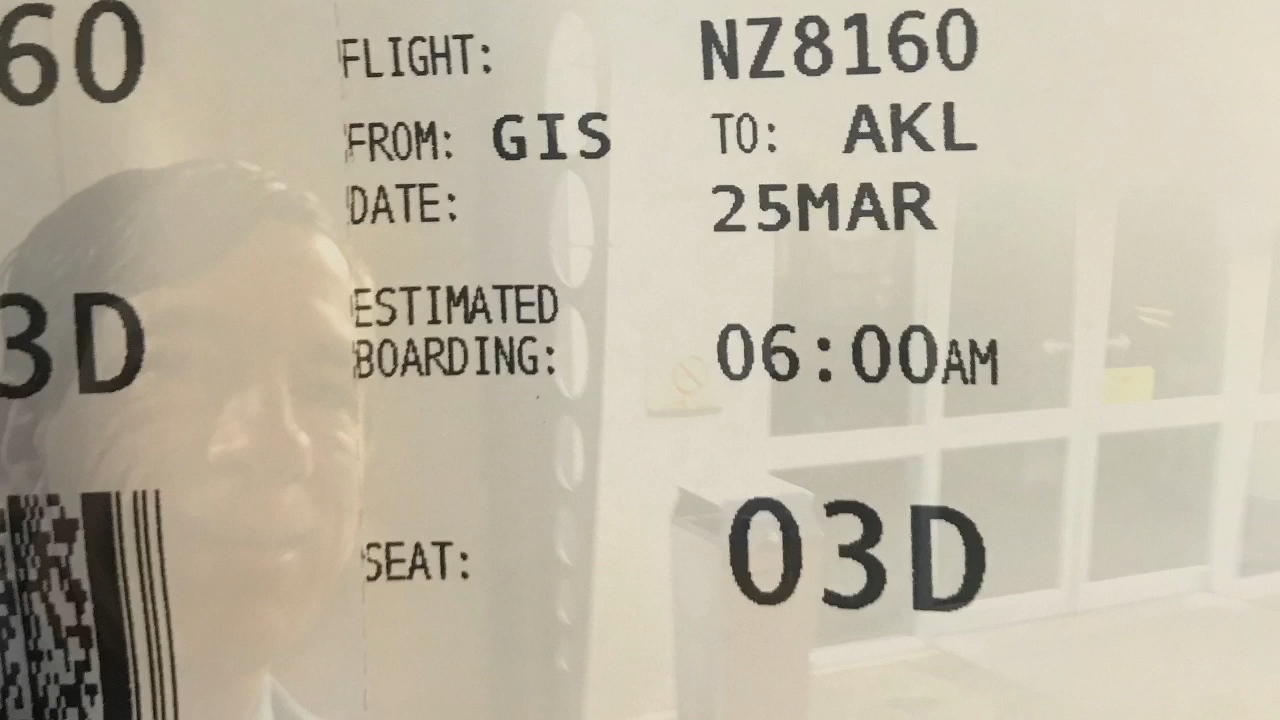 60
FLIGHT: NZ8160
FROM: GIS TO: AKL
DATE: 25MAR
ESTIMATED
BOARDING: 06:00AM
3D
SEAT: 03D